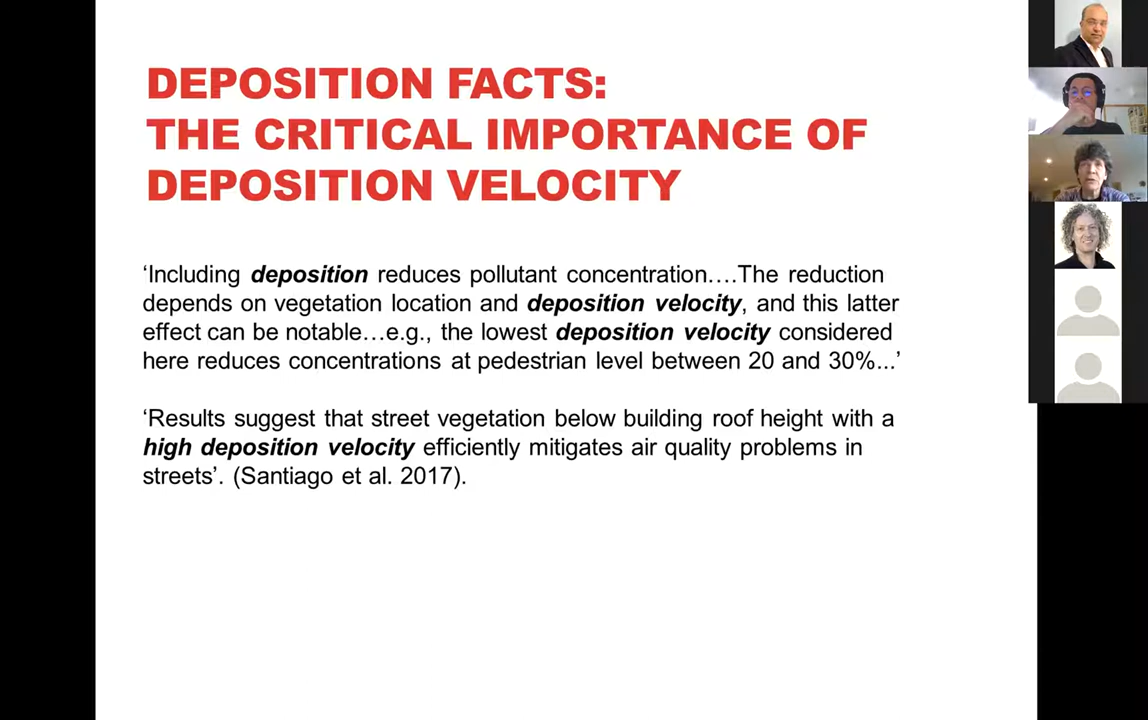 DEPOSITION FACTS:
THE CRITICAL IMPORTANCE OF
DEPOSITION VELOCITY
‘Including deposition reduces pollutant concentration….The reduction
depends on vegetation location and deposition velocity, and this latter
effect can be notable…e.g., the lowest deposition velocity considered
here reduces concentrations at pedestrian level between 20 and 30%...’
‘Results suggest that street vegetation below building roof height with a
high deposition velocity efficiently mitigates air quality problems in
streets’. (Santiago et al. 2017).